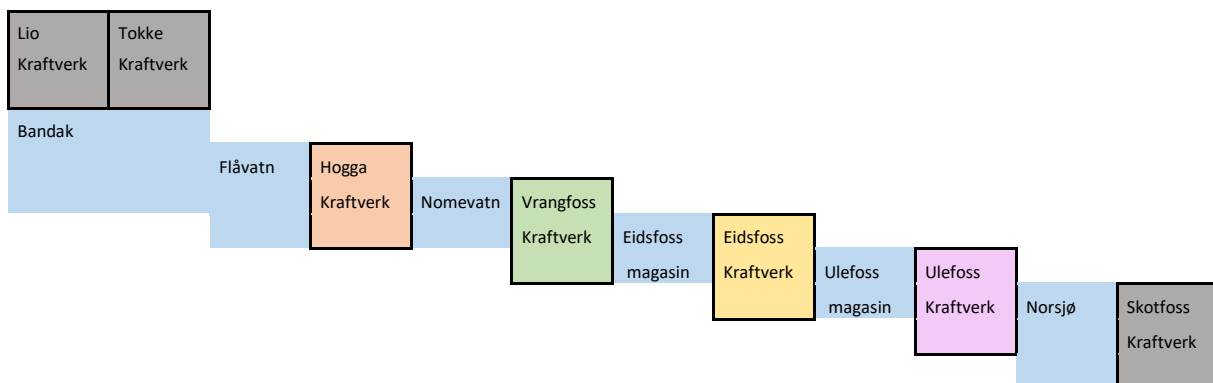 Lio
Kraftverk
Tokke
Kraftverk
Bandak
Flåvatn
Hogga
Kraftverk
Nomevatn
Vrangfoss
Kraftverk
Eidsfoss
magasin
Eidsfoss
Kraftverk
Ulefoss
magasin
Ulefoss
Kraftverk
Norsjø
Skotfoss
Kraftverk